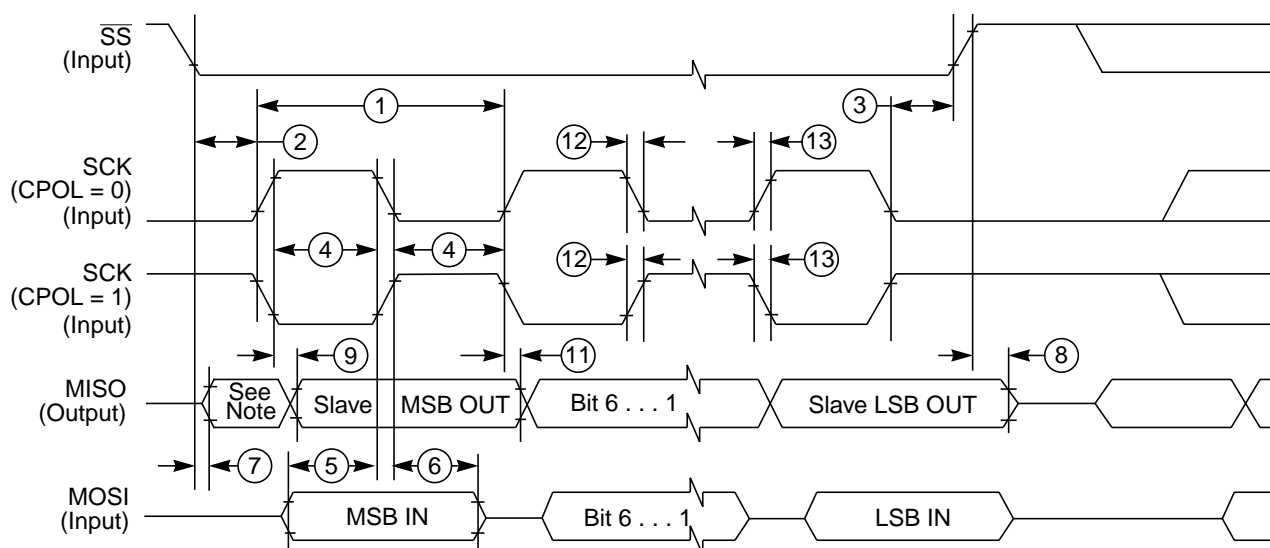 SS
(Input)
1
3
2
12
13
SCK
(CPOL = 0)
(Input)
4
4
SCK
(CPOL = 1)
(Input)
12
13
9
11
8
MISO
(Output)
See
Note
Slave
MSB OUT
Bit 6 . . . 1
Slave LSB OUT
7
5
6
MOSI
(Input)
MSB IN
Bit 6 . . . 1
LSB IN